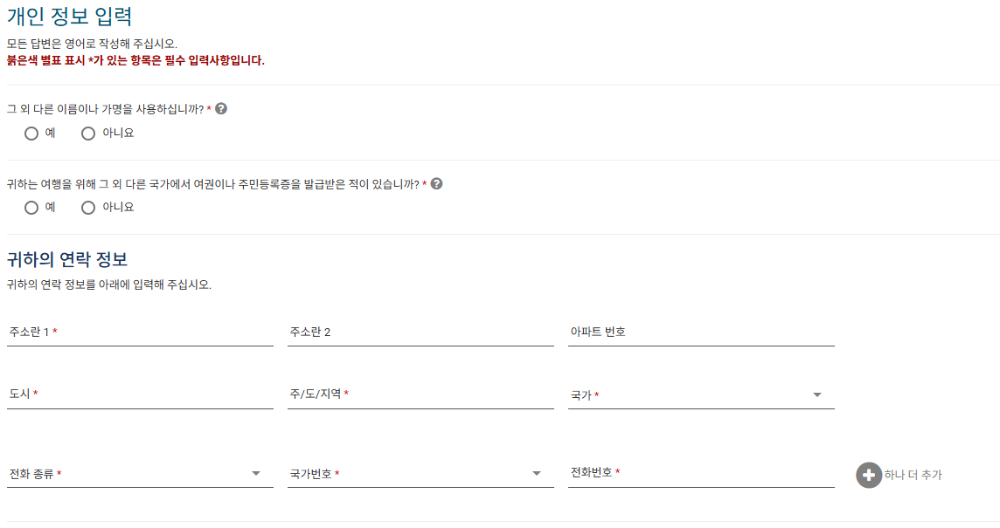 개인 정보 입력
모든 답변은 영어로 작성해 주십시오.
붉은색 별표 표시 *가 있는 항목은 필수 입력사항입니다.
그 외 다른 이름이나 가명을 사용하십니까? * ?
예 아니요
귀하는 여행을 위해 그 외 다른 국가에서 여권이나 주민등록증을 발급받은 적이 있습니까? * ?
예 아니요
귀하의 연락 정보
귀하의 연락 정보를 아래에 입력해 주십시오.
주소란 1 * 주소란 2 아파트 번호
도시 * 주/도/지역 * 국가 *
전화 종류 * 국가번호 * 전화번호 * 하나 더 추가